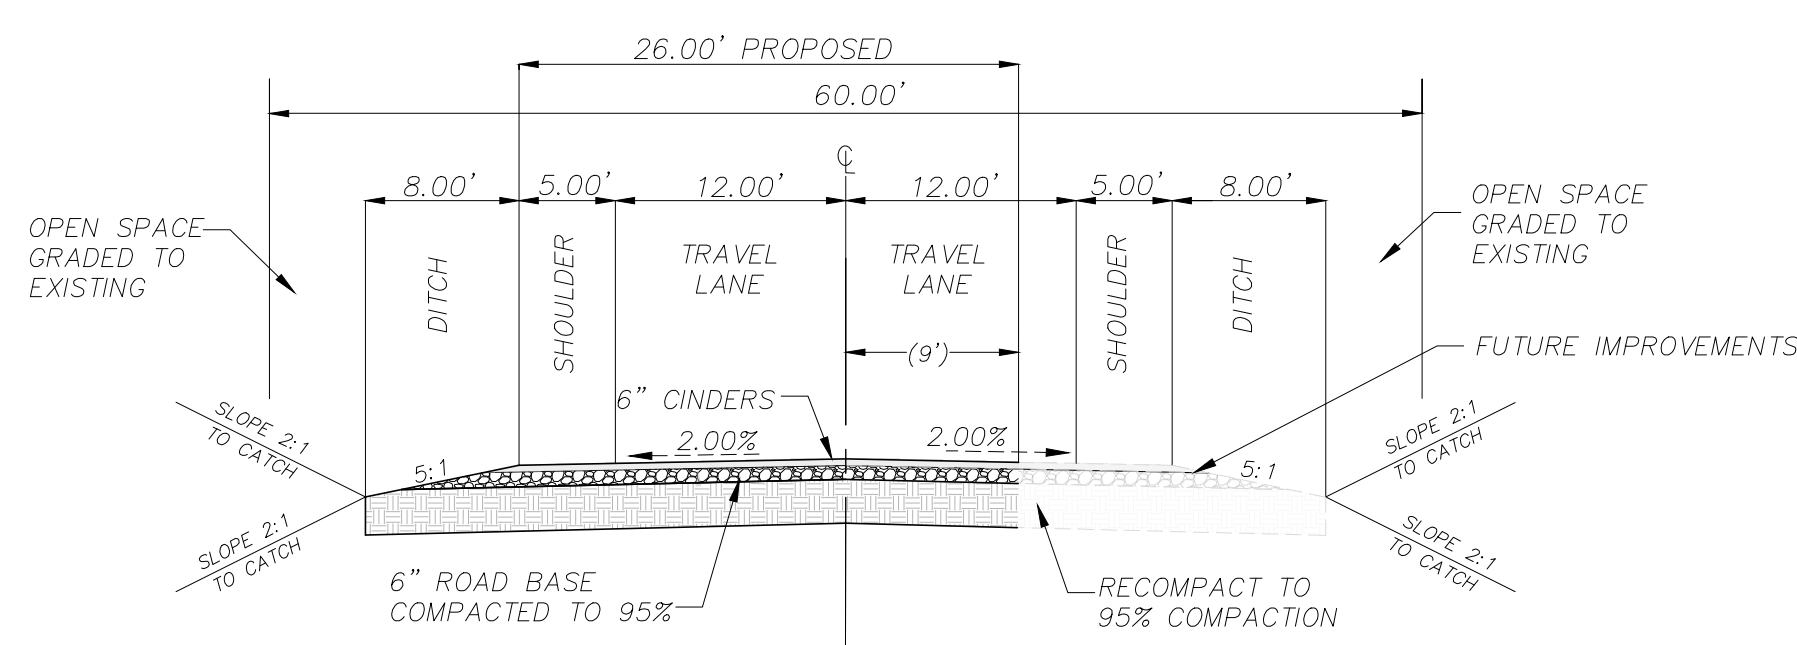 26.00' PROPOSED
60.00'
℄
8.00'
5.00'
12.00'
12.00'
5.00'
8.00'
OPEN SPACE
GRADED TO
EXISTING
OPEN SPACE
GRADED TO
EXISTING
DITCH
SHOULDER
TRAVEL
LANE
TRAVEL
LANE
SHOULDER
DITCH
(9')
FUTURE IMPROVEMENTS
6" CINDERS
SLOPE 2:1
TO CATCH
2.00%
2.00%
SLOPE 2:1
TO CATCH
5:1
5:1
SLOPE 2:1
TO CATCH
SLOPE 2:1
TO CATCH
6" ROAD BASE
COMPACTED TO 95%
RECOMPACT TO
95% COMPACTION